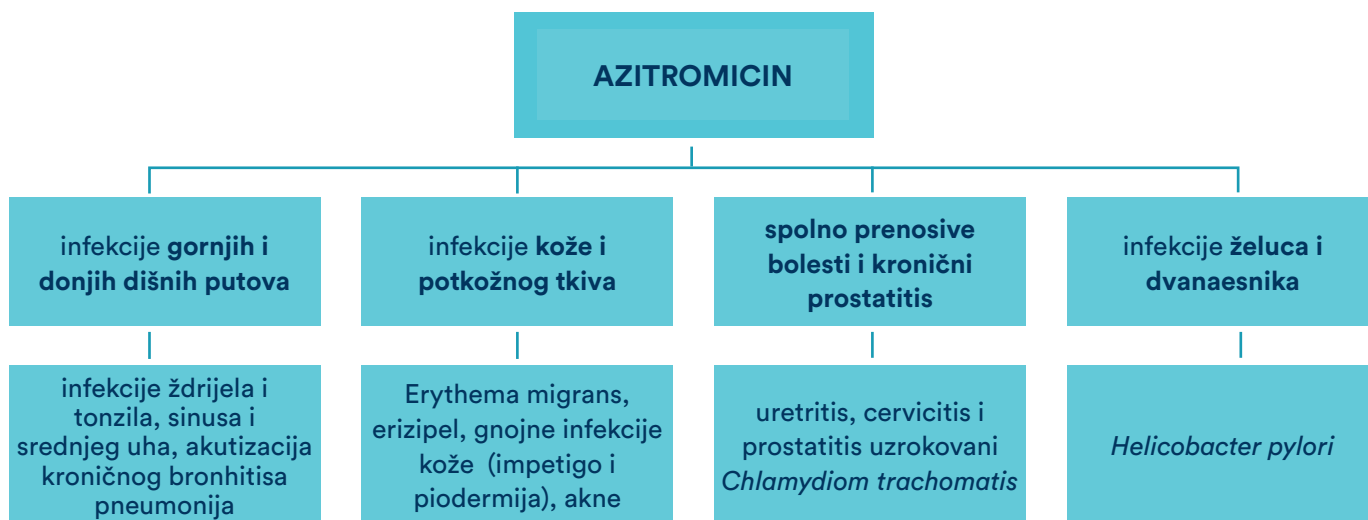 AZITROMICIN
infekcije gornjih i
donjih dišnih putova
infekcije kože i
potkožnog tkiva
spolno prenosive
bolesti i kronični
prostatitis
infekcije želuca i
dvanaesnika
infekcije ždrijela i
tonzila, sinusa i
srednjeg uha, akutizacija
kroničnog bronhitisa
pneumonija
Erythema migrans,
erizipel, gnojne infekcije
kože (impetigo i
piodermija), akne
uretritis, cervicitis i
prostatitis uzrokovani
Chlamydiom trachomatis
Helicobacter pylori